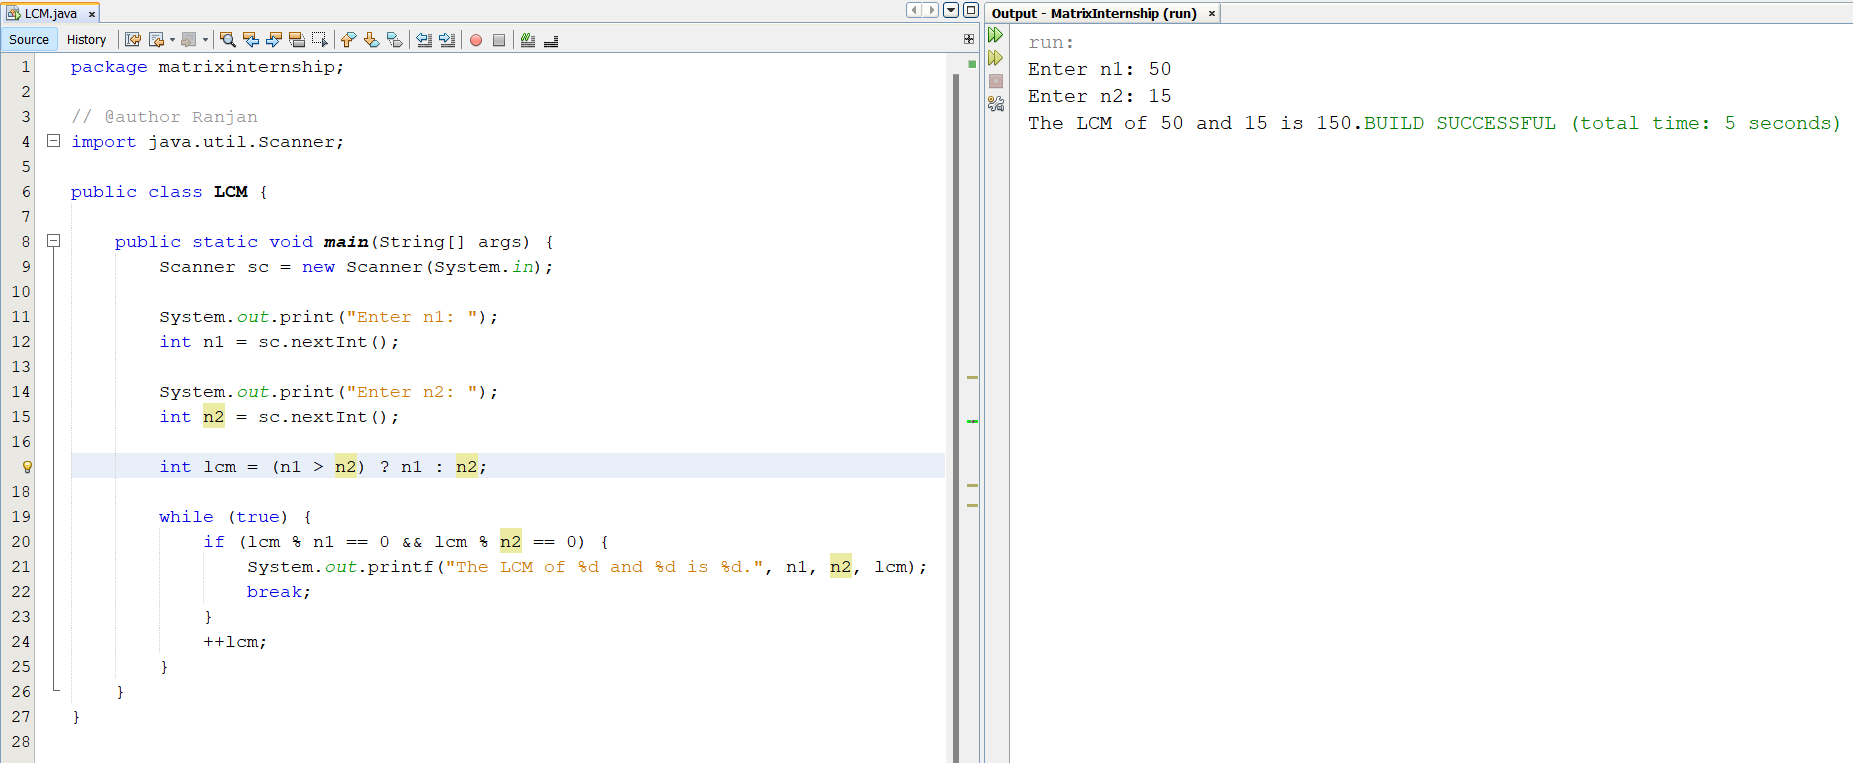 LCM.java
Source History
1 package matrixinternship;
2
3 // @author Ranjan
4 import java.util.Scanner;
5
6 public class LCM {
7
8 public static void main(String[] args) {
9 Scanner sc = new Scanner(System.in);
10
11 System.out.print("Enter n1: ");
12 int n1 = sc.nextInt();
13
14 System.out.print("Enter n2: ");
15 int n2 = sc.nextInt();
16
int lcm = (n1 > n2) ? n1 : n2;
18
19 while (true) {
20 if (lcm % n1 == 0 && lcm % n2 == 0) {
21 System.out.printf("The LCM of %d and %d is %d.", n1, n2, lcm);
22 break;
23 }
24 ++lcm;
25 }
26 }
27 }
28
Output - MatrixInternship (run)
run:
Enter n1: 50
Enter n2: 15
The LCM of 50 and 15 is 150.BUILD SUCCESSFUL (total time: 5 seconds)